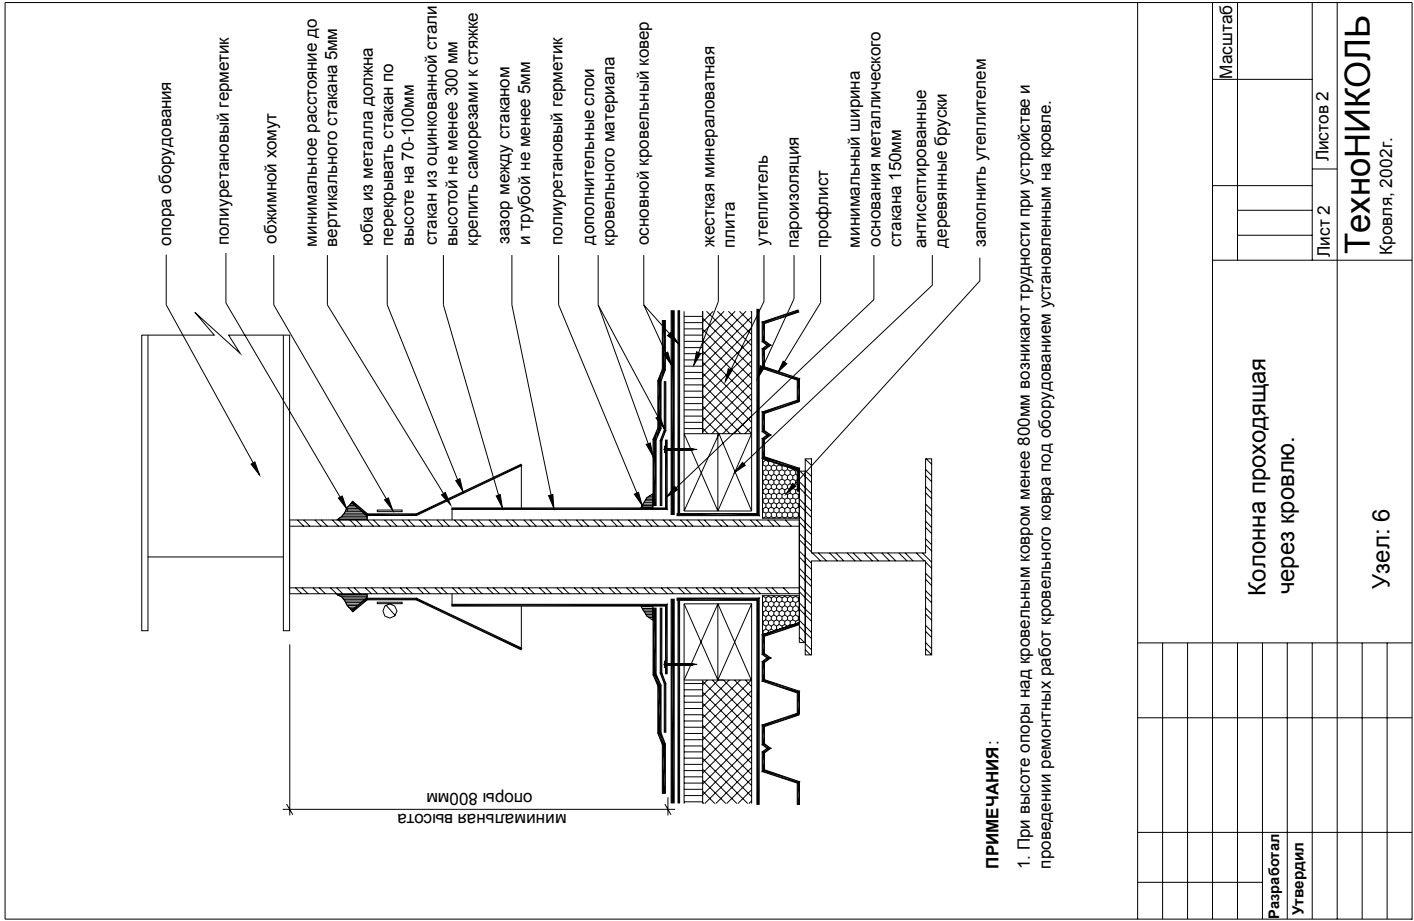 опора оборудования
полиуретановый герметик
обжимной хомут
минимальное расстояние до
вертикального стакана 5мм
юбка из металла должна
перекрывать стакан по
высоте на 70-100мм
стакан из оцинкованной стали
высотой не менее 300 мм
крепить саморезами к стяжке
зазор между стаканом
и трубой не менее 5мм
полиуретановый герметик
дополнительные слои
кровельного материала
основной кровельный ковер
жесткая минераловатная
плита
утеплитель
пароизоляция
профлист
минимальный ширина
основания металлического
стакана 150мм
антисептированные
деревянные бруски
заполнить утеплителем
минимальная высота
опоры 800мм
ПРИМЕЧАНИЯ:
1. При высоте опоры над кровельным ковром менее 800мм возникают трудности при устройстве и
проведении ремонтных работ кровельного ковра под оборудованием установленным на кровле.
Разработал
Утвердил
Колонна проходящая
через кровлю.
Узел: 6
Масштаб
Лист 2
Листов 2
ТехноНИКОЛЬ
Кровля, 2002г.